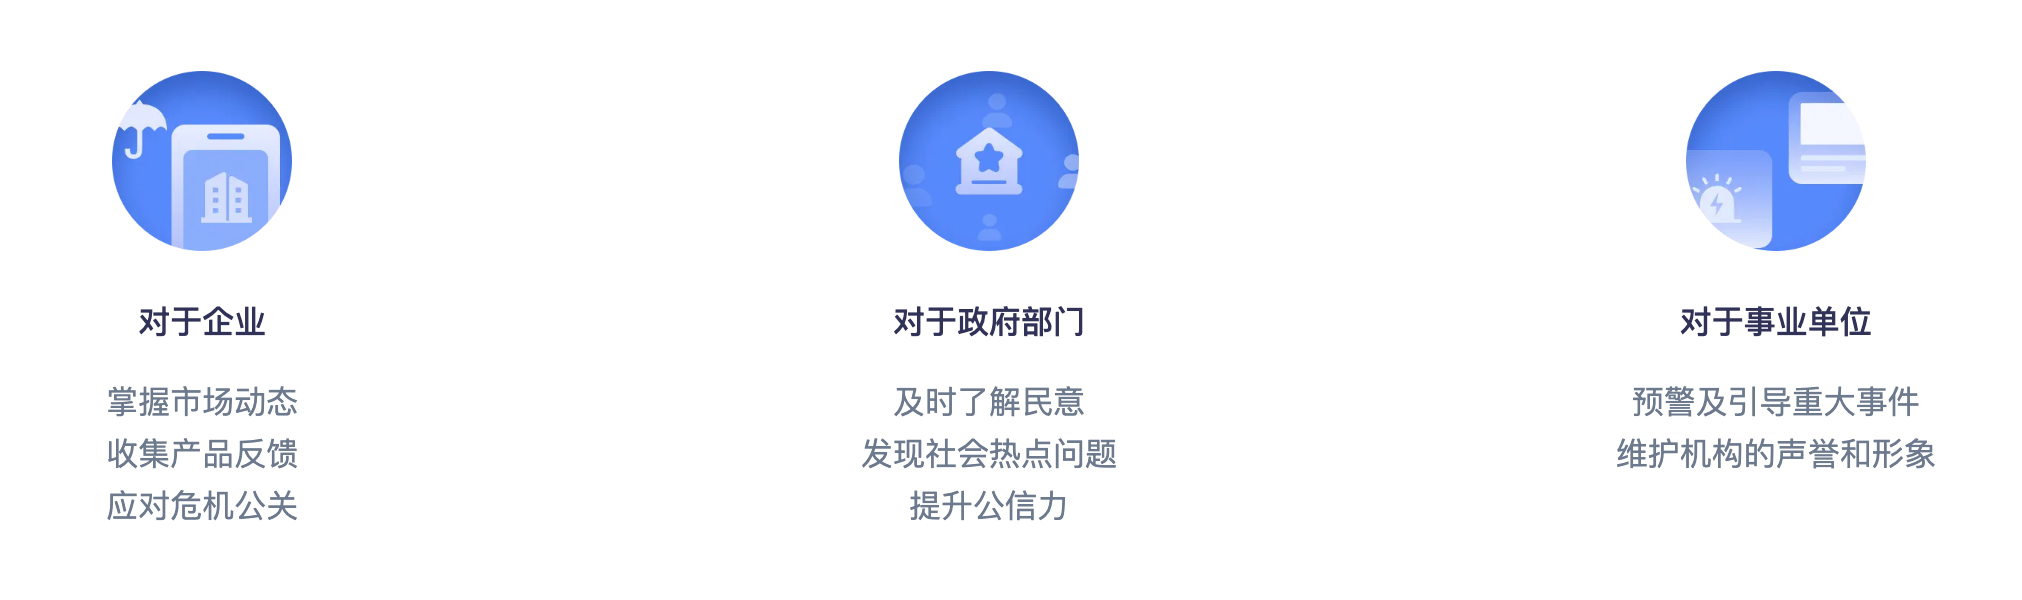 对于企业
掌握市场动态
收集产品反馈
应对危机公关
对于政府部门
及时了解民意
发现社会热点问题
提升公信力
对于事业单位
预警及引导重大事件
维护机构的声誉和形象